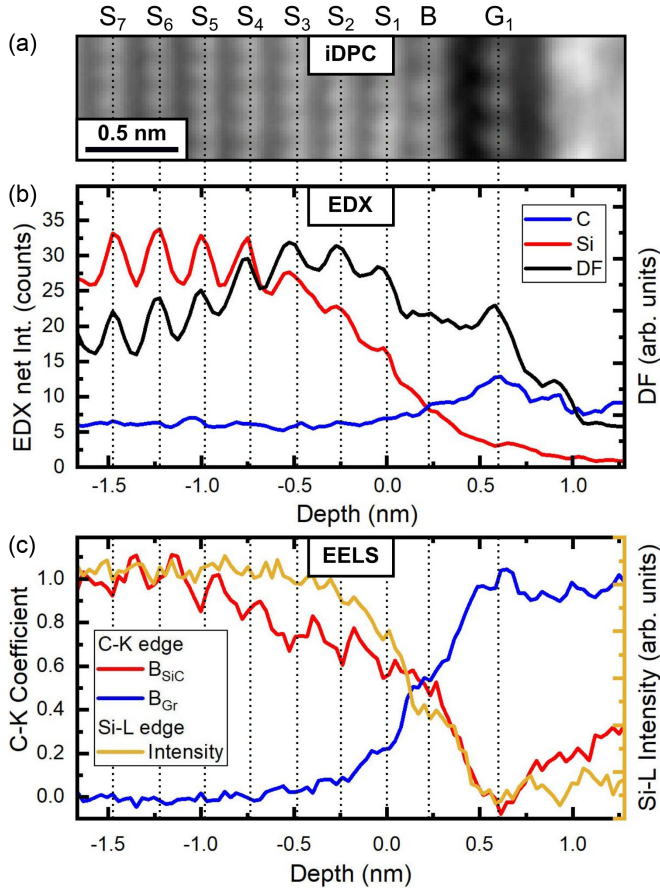 S₇ S₆ S₅ S₄ S₃ S₂ S₁ B G₁
(a)
iDPC
0.5 nm
(b)
EDX
C
Si
DF
EDX net Int. (counts)
35
30
25
20
15
10
5
0
DF (arb. units)
-1.5 -1.0 -0.5 0.0 0.5 1.0
Depth (nm)
(c)
EELS
C-K Coefficient
1.0
0.8
0.6
0.4
0.2
0.0
C-K edge
B_SiC
B_Gr
Si-L edge
Intensity
Si-L Intensity (arb. units)
-1.5 -1.0 -0.5 0.0 0.5 1.0
Depth (nm)